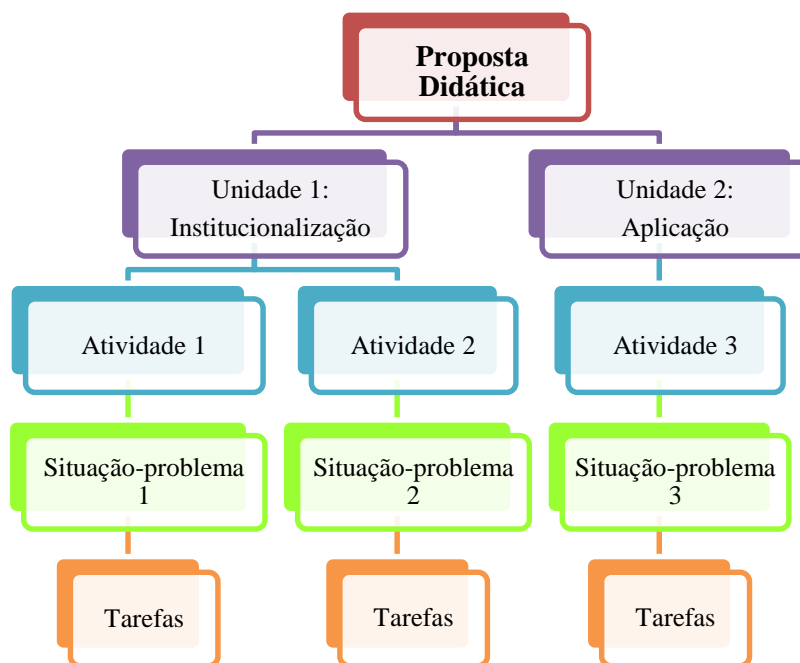 Proposta
Didática
Unidade 1:
Institucionalização
Unidade 2:
Aplicação
Atividade 1
Atividade 2
Atividade 3
Situação-problema
1
Situação-problema
2
Situação-problema
3
Tarefas
Tarefas
Tarefas